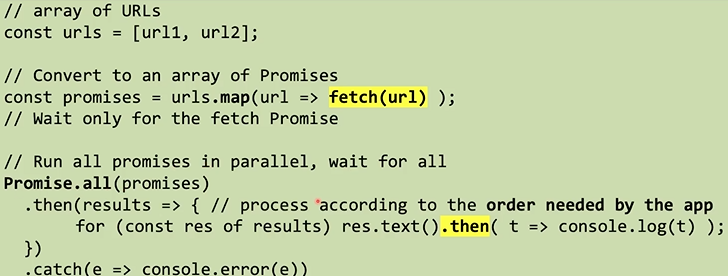 // array of URLs
const urls = [url1, url2];
// Convert to an array of Promises
const promises = urls.map(url => fetch(url) );
// Wait only for the fetch Promise
// Run all promises in parallel, wait for all
Promise.all(promises)
.then(results => { // process according to the order needed by the app
for (const res of results) res.text().then( t => console.log(t) );
})
.catch(e => console.error(e))